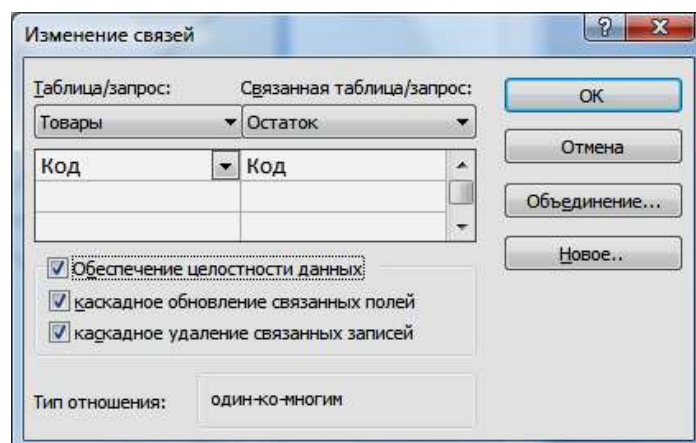 Изменение связей
Таблица/запрос: Связанная таблица/запрос:
Товары Остаток
Код Код
OK
Отмена
Объединение...
Новое..
Обеспечение целостности данных
каскадное обновление связанных полей
каскадное удаление связанных записей
Тип отношения: один-ко-многим